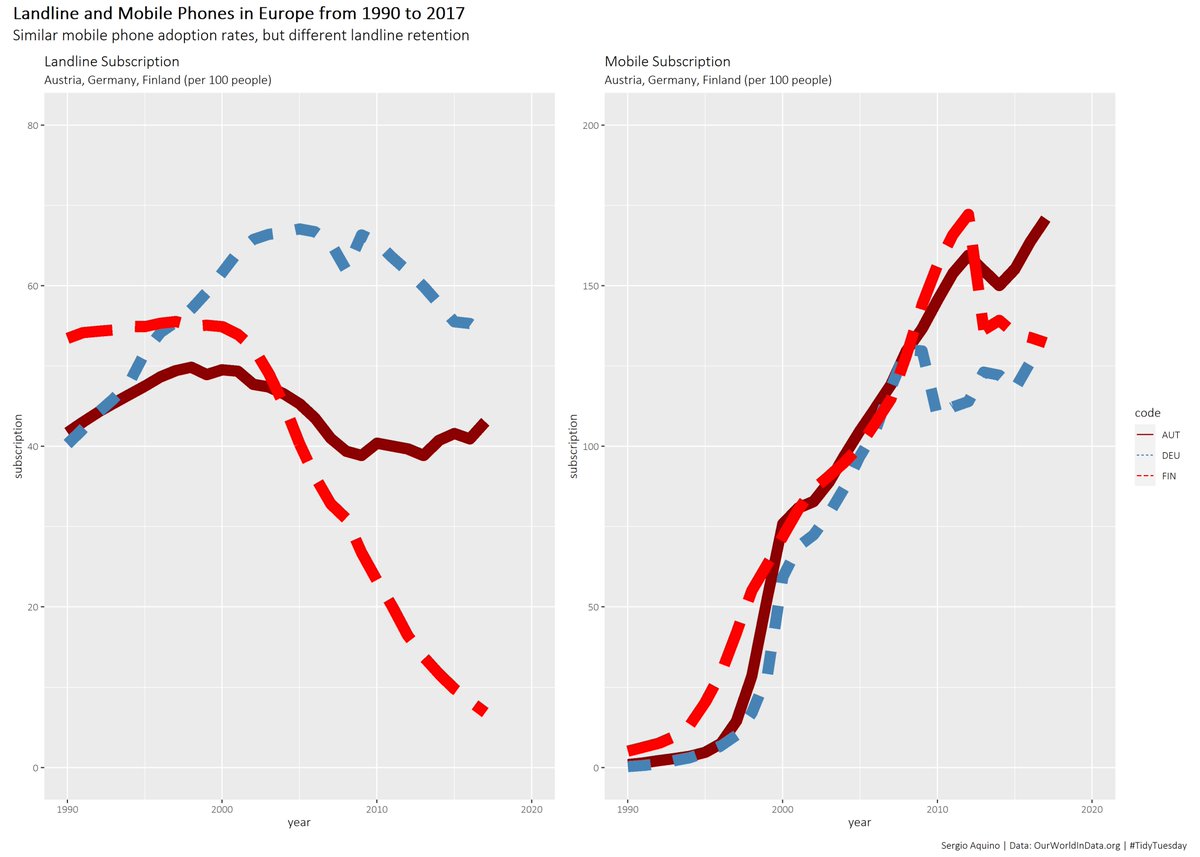 Landline and Mobile Phones in Europe from 1990 to 2017
Similar mobile phone adoption rates, but different landline retention
Landline Subscription
Austria, Germany, Finland (per 100 people)
80
60
40
20
0
subscription
1990
2000
2010
2020
year
Mobile Subscription
Austria, Germany, Finland (per 100 people)
200
150
100
50
0
subscription
1990
2000
2010
2020
year
code
AUT
DEU
FIN
Sergio Aquino | Data: OurWorldInData.org | #TidyTuesday